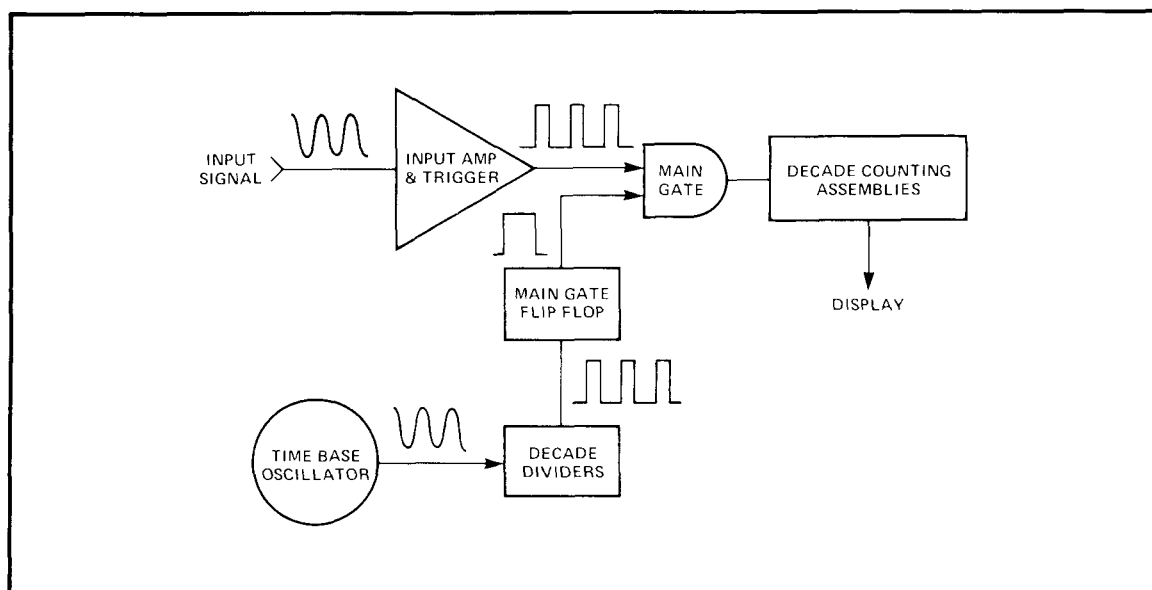 INPUT
SIGNAL
INPUT AMP
& TRIGGER
MAIN
GATE
DECADE COUNTING
ASSEMBLIES
MAIN GATE
FLIP FLOP
DISPLAY
TIME BASE
OSCILLATOR
DECADE
DIVIDERS